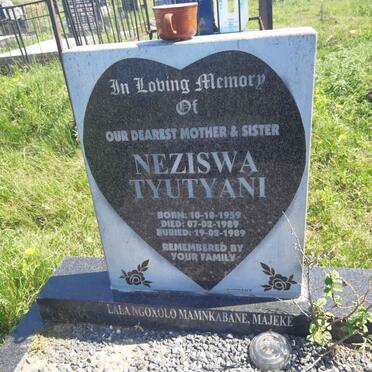 In Loving Memory
Of
OUR DEAREST MOTHER & SISTER
NEZISWA
TYUTYANI
BORN: 10-10-1959
DIED: 07-02-1989
BURIED: 19-02-1989
REMEMBERED BY
YOUR FAMILY
LALA NGOXOLO MAMNKABANE, MAJEKE